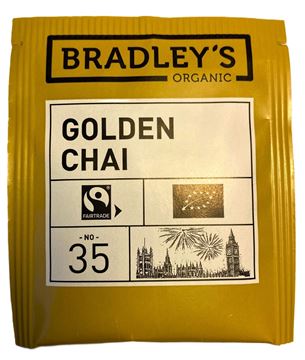 BRADLEY'S
ORGANIC
GOLDEN
CHAI
FAIRTRADE
-NO-
35